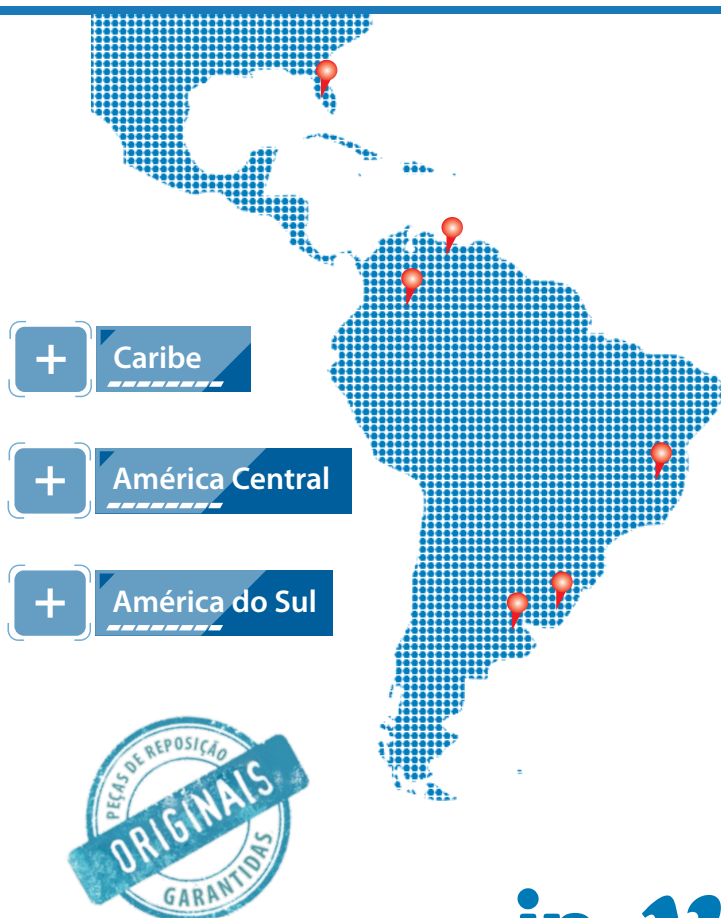 + Caribe
+ América Central
+ América do Sul
PEÇAS DE REPOSIÇÃO
ORIGINAIS
GARANTIDAS